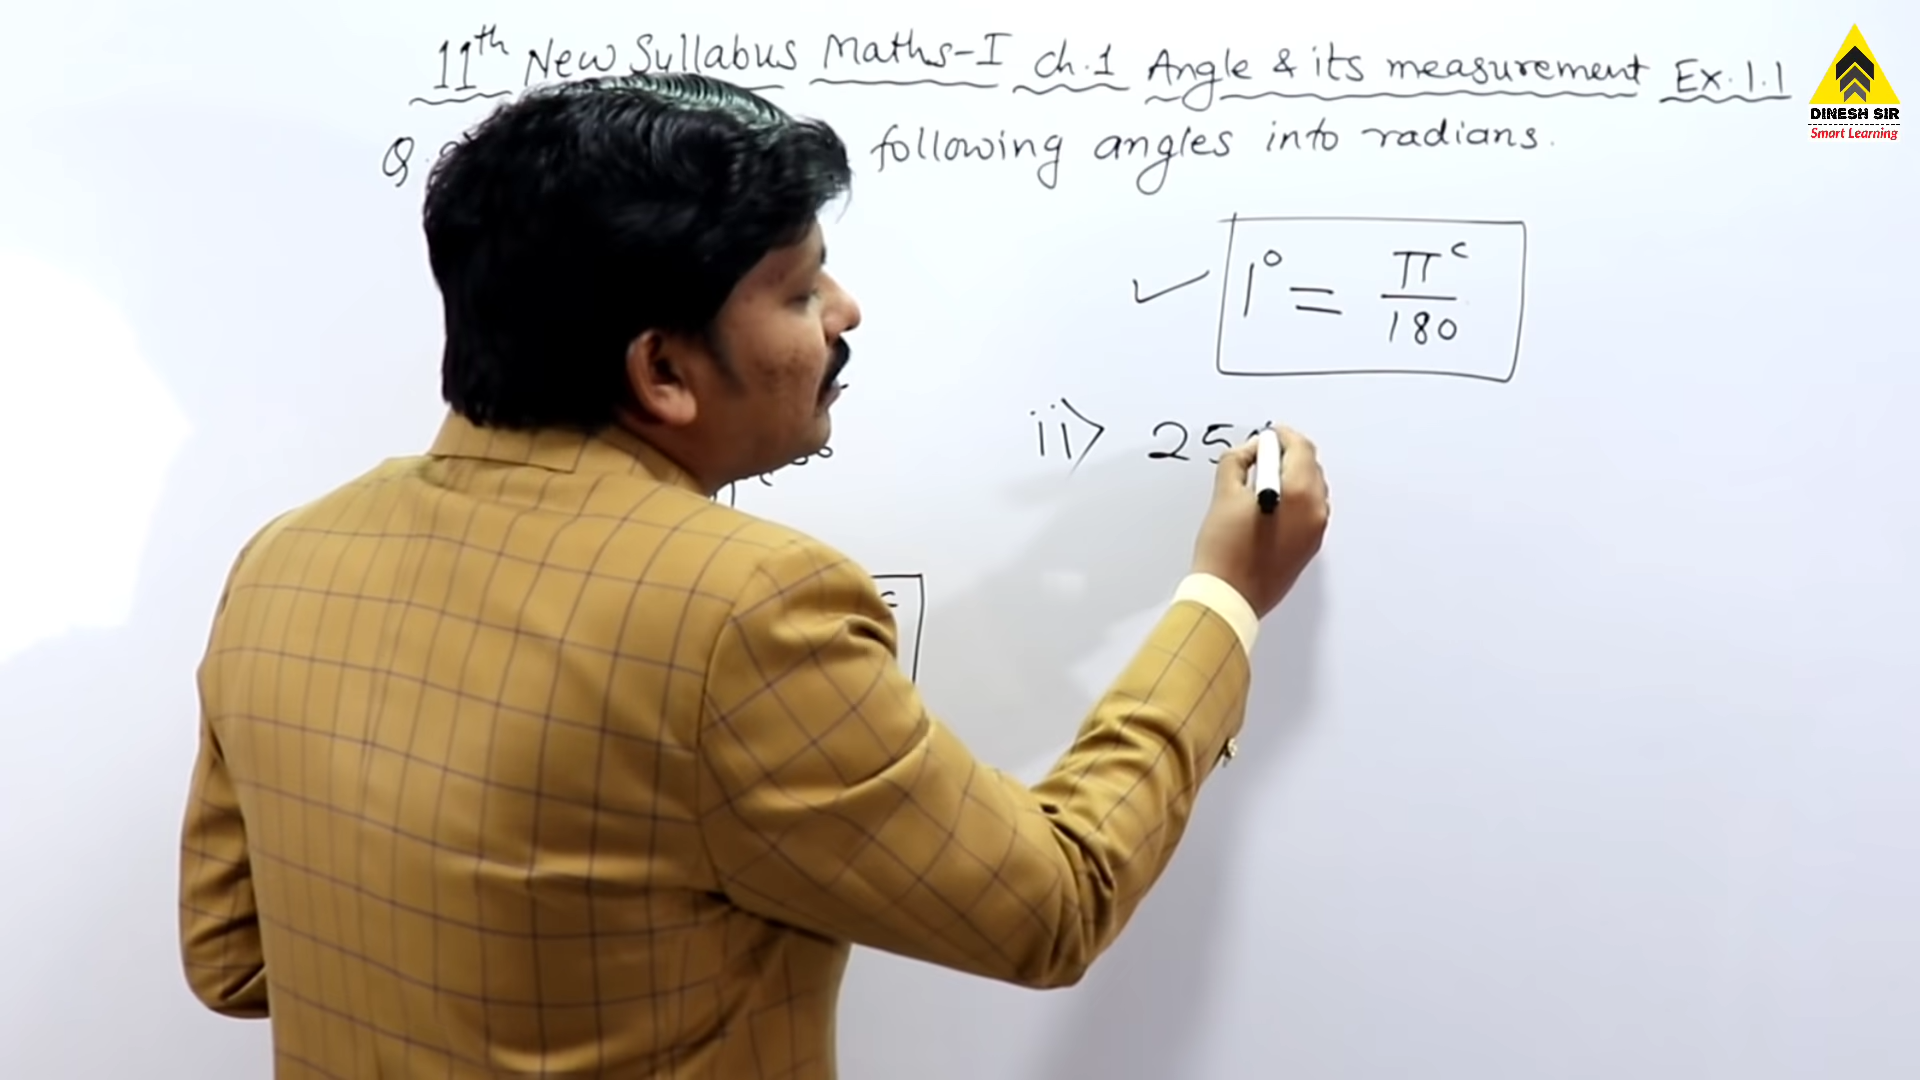 11th New Syllabus Maths-I ch.1 Angle & its measurement Ex.1.1
Q. following angles into radians.
1° = π^c/180
ii) 25
DINESH SIR
Smart Learning